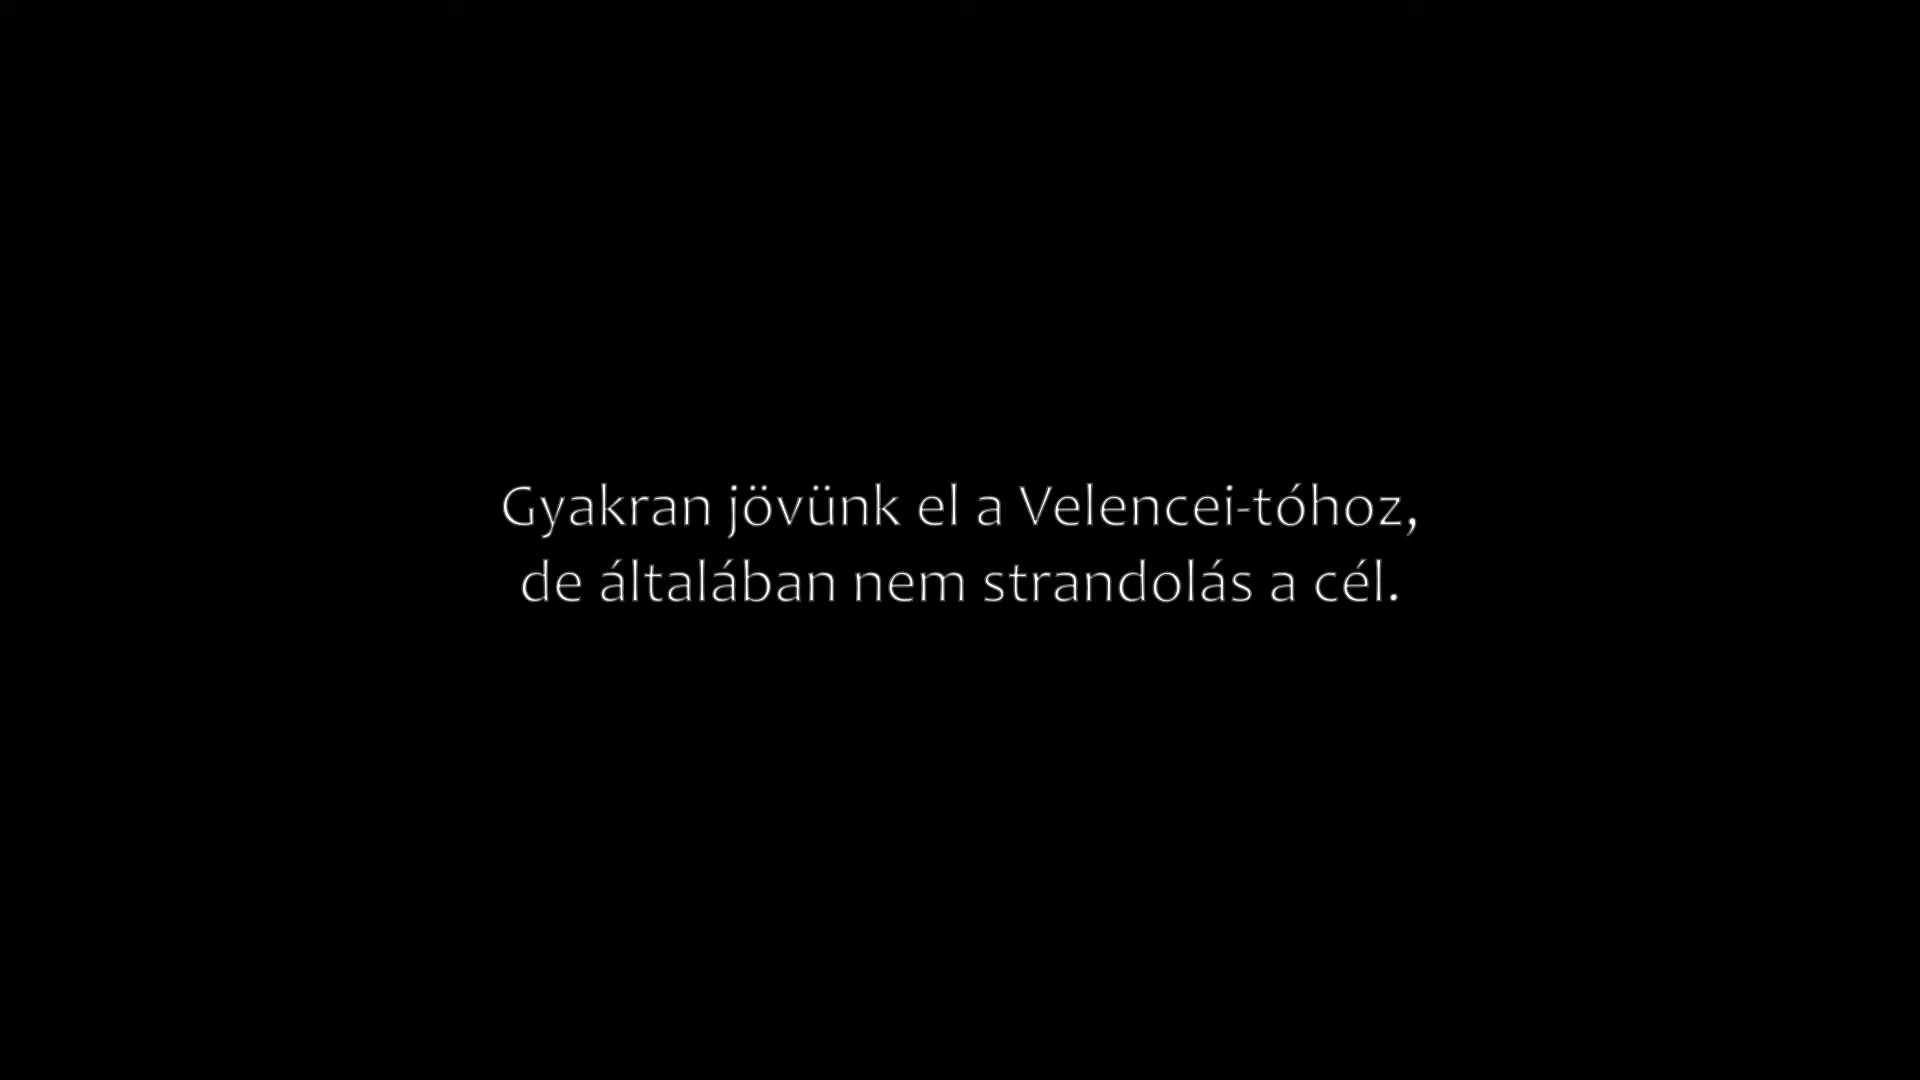 Gyakran jövünk el a Velencei-tóhoz,
de általában nem strandolás a cél.